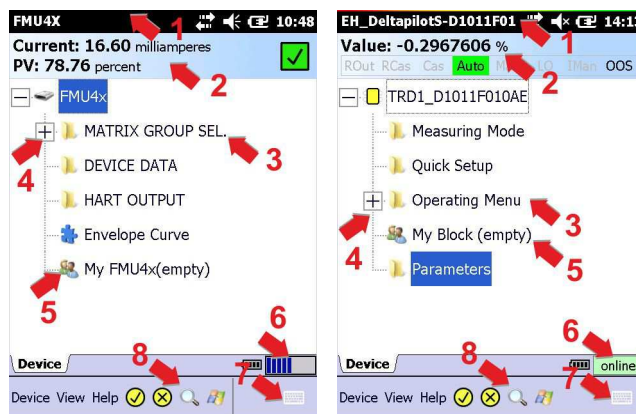 FMU4X 10:48
1
Current: 16.60 milliamperes
PV: 78.76 percent
2
FMU4x
MATRIX GROUP SEL.
4
3
DEVICE DATA
HART OUTPUT
Envelope Curve
My FMU4x(empty)
5
6
8
7
Device
Device View Help
EH_DeltapilotS-D1011F01
1
Value: -0.2967606 %
2
ROut RCas Cas Auto LO IMan OOS
TRD1_D1011F010AE
Measuring Mode
Quick Setup
Operating Menu
3
4
My Block (empty)
5
Parameters
6
8
7
Device online
Device View Help